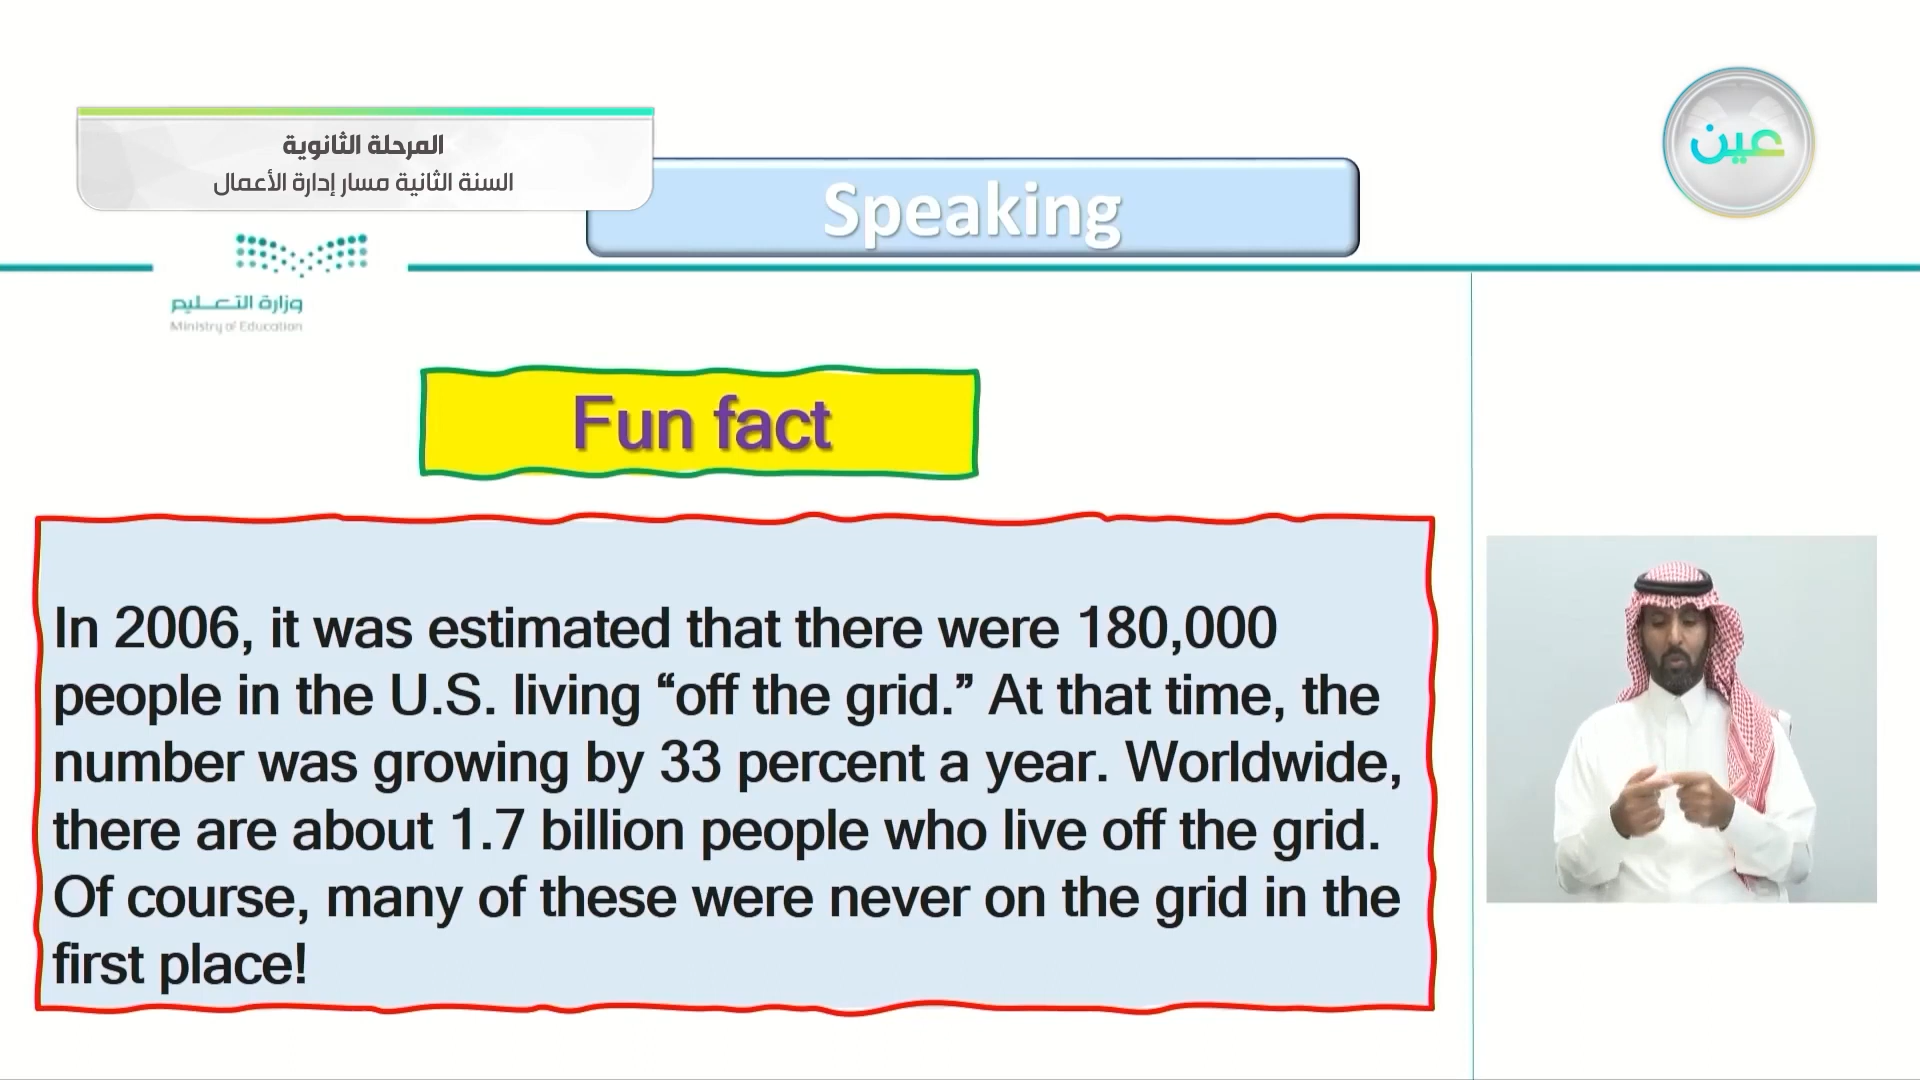 المرحلة الثانوية
السنة الثانية مسار إدارة الأعمال
عين
Speaking
وزارة التعليم
Ministry of Education
Fun fact
In 2006, it was estimated that there were 180,000
people in the U.S. living “off the grid.” At that time, the
number was growing by 33 percent a year. Worldwide,
there are about 1.7 billion people who live off the grid.
Of course, many of these were never on the grid in the
first place!